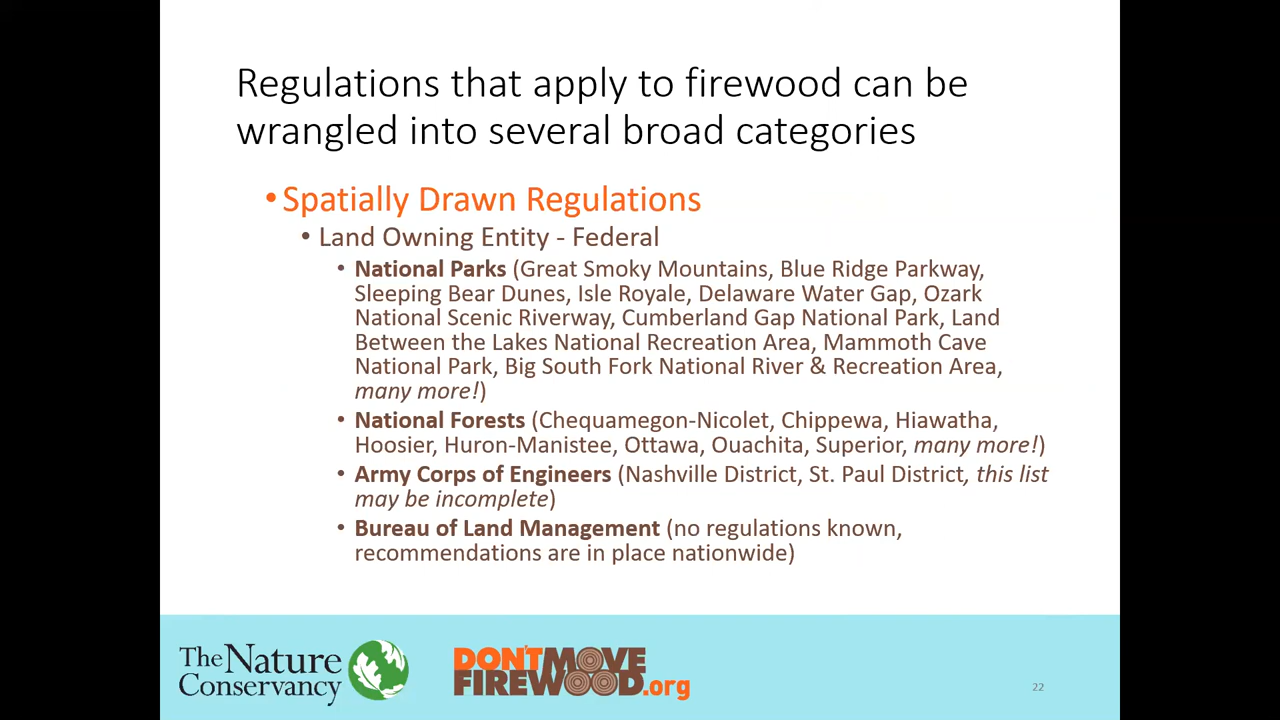 Regulations that apply to firewood can be
wrangled into several broad categories
• Spatially Drawn Regulations
• Land Owning Entity - Federal
• National Parks (Great Smoky Mountains, Blue Ridge Parkway,
Sleeping Bear Dunes, Isle Royale, Delaware Water Gap, Ozark
National Scenic Riverway, Cumberland Gap National Park, Land
Between the Lakes National Recreation Area, Mammoth Cave
National Park, Big South Fork National River & Recreation Area,
many more!)
• National Forests (Chequamegon-Nicolet, Chippewa, Hiawatha,
Hoosier, Huron-Manistee, Ottawa, Ouachita, Superior, many more!)
• Army Corps of Engineers (Nashville District, St. Paul District, this list
may be incomplete)
• Bureau of Land Management (no regulations known,
recommendations are in place nationwide)
The Nature
Conservancy
DON'T MOVE
FIREWOOD.org
22